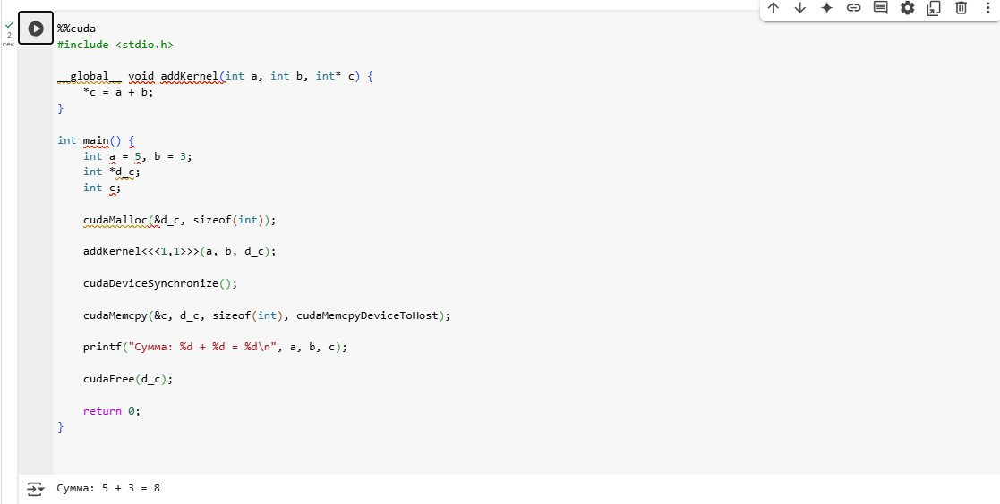 %%cuda
2
сек.
#include <stdio.h>
__global__ void addKernel(int a, int b, int* c) {
    *c = a + b;
}
int main() {
    int a = 5, b = 3;
    int *d_c;
    int c;
    cudaMalloc(&d_c, sizeof(int));
    addKernel<<<1,1>>>(a, b, d_c);
    cudaDeviceSynchronize();
    cudaMemcpy(&c, d_c, sizeof(int), cudaMemcpyDeviceToHost);
    printf("Сумма: %d + %d = %d\n", a, b, c);
    cudaFree(d_c);
    return 0;
}
Сумма: 5 + 3 = 8